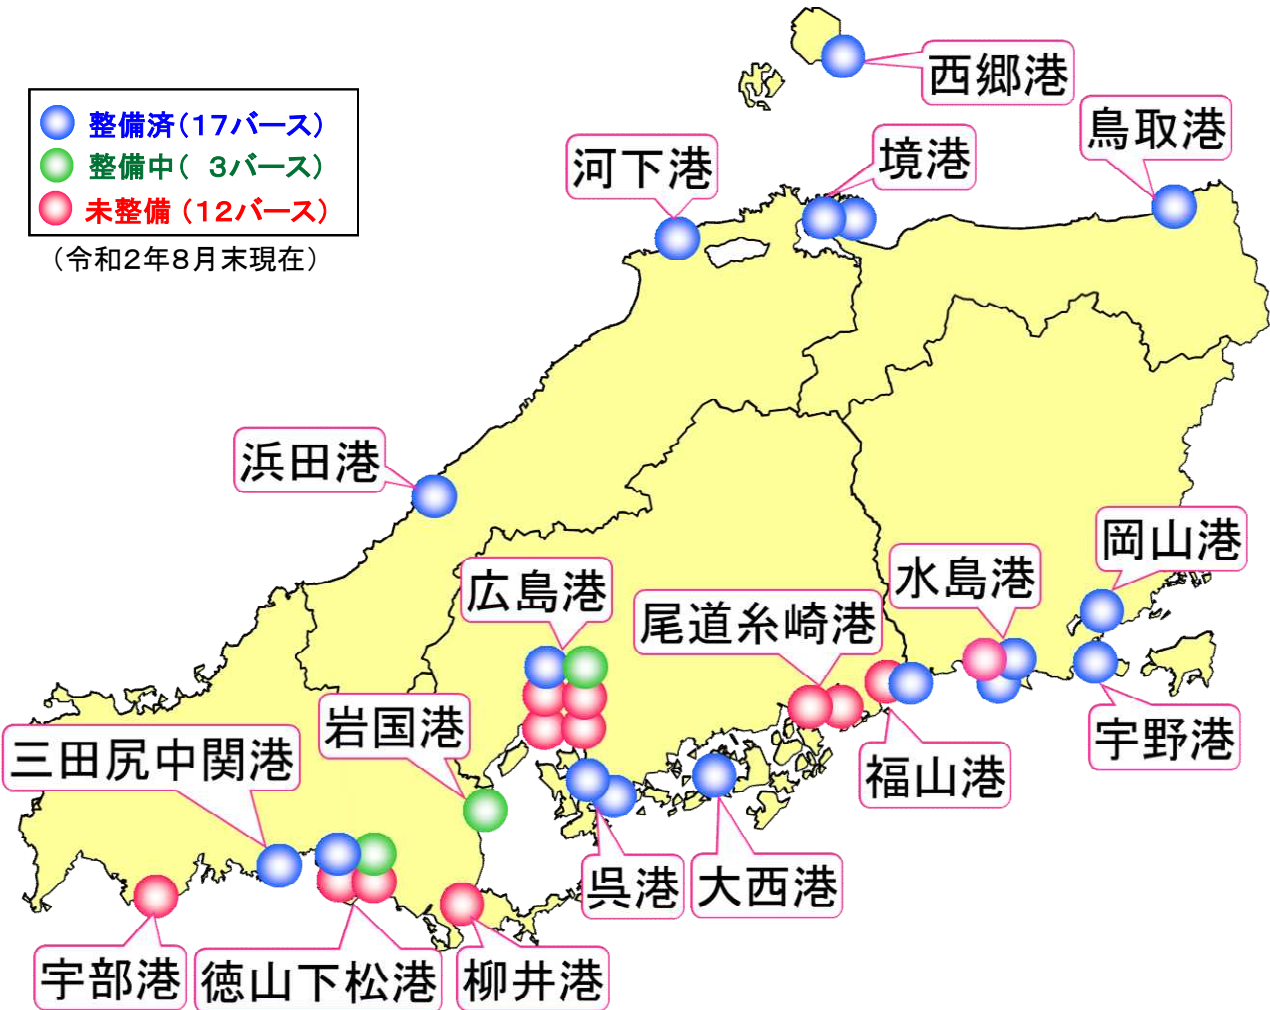 西郷港
鳥取港
整備済(17バース)
整備中( 3バース)
未整備(12バース)
(令和2年8月末現在)
河下港
境港
浜田港
岡山港
水島港
広島港
尾道糸崎港
岩国港
三田尻中関港
宇野港
福山港
呉港
大西港
宇部港
徳山下松港
柳井港